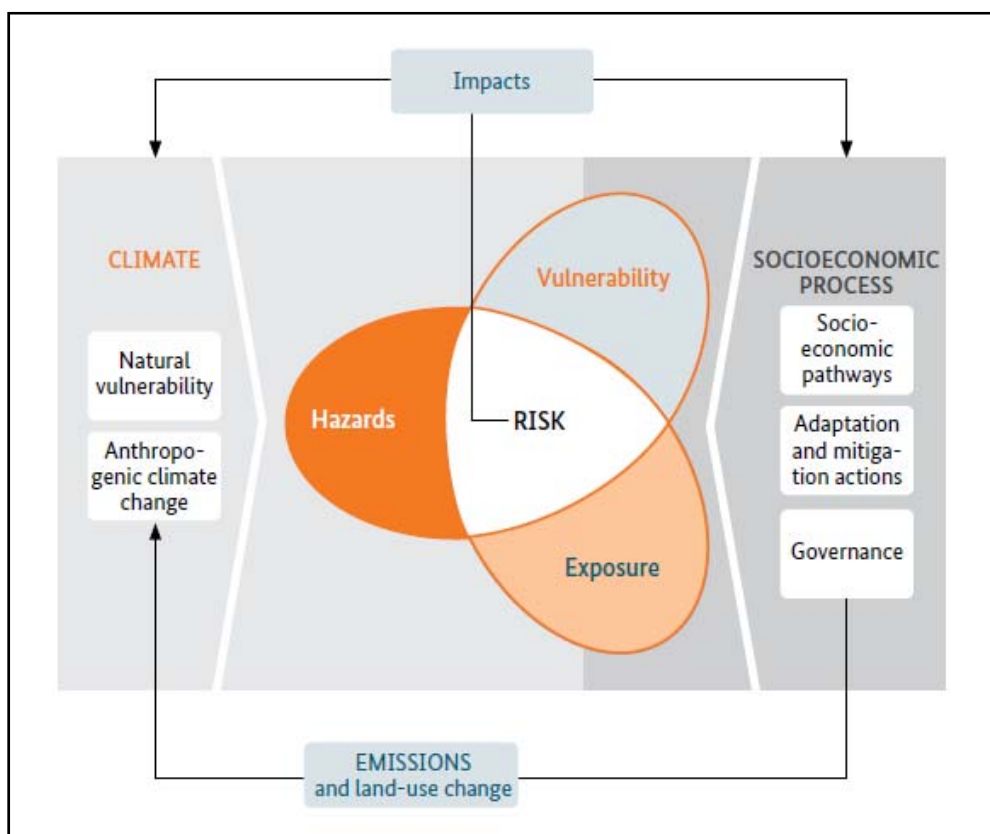 Impacts
CLIMATE
Natural
vulnerability
Anthropo-
genic climate
change
Vulnerability
Hazards
RISK
Exposure
SOCIOECONOMIC
PROCESS
Socio-
economic
pathways
Adaptation
and mitiga-
tion actions
Governance
EMISSIONS
and land-use change